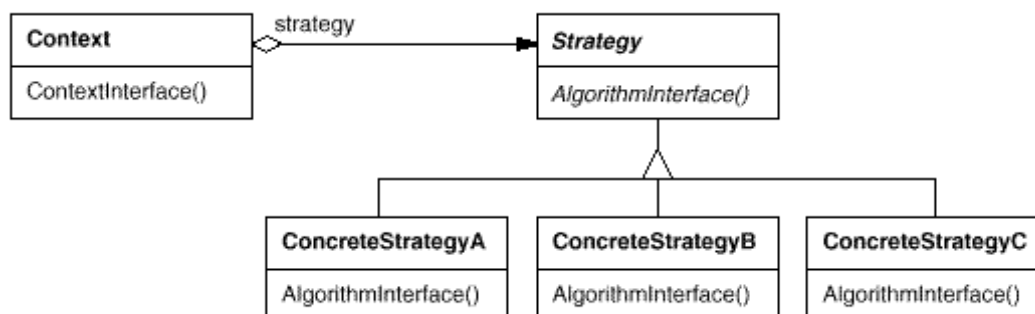 Context
ContextInterface()
strategy
Strategy
AlgorithmInterface()
ConcreteStrategyA
AlgorithmInterface()
ConcreteStrategyB
AlgorithmInterface()
ConcreteStrategyC
AlgorithmInterface()